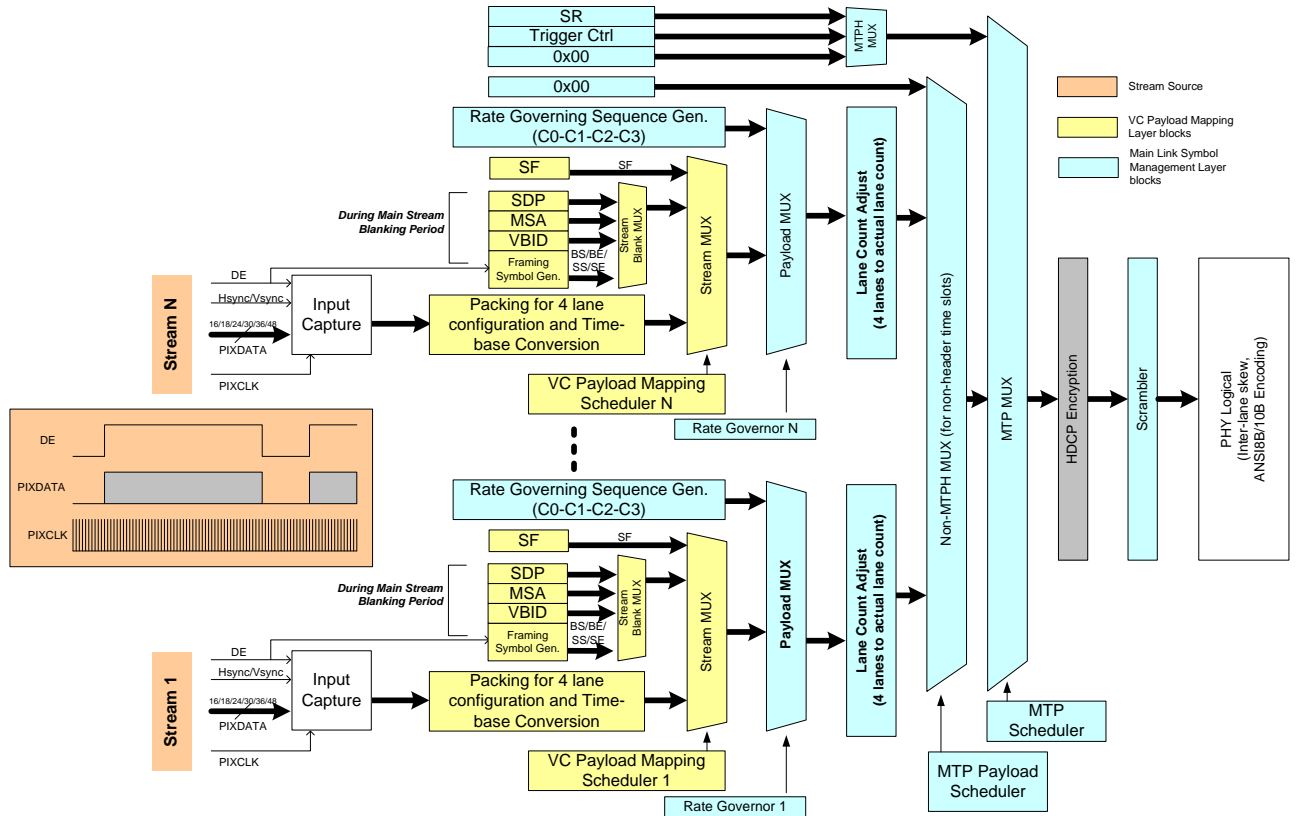 SR
Trigger Ctrl
0x00
MTPH
MUX
0x00
Rate Governing Sequence Gen.
(C0-C1-C2-C3)
SF
SF
During Main Stream
Blanking Period
SDP
MSA
VBID
Framing
Symbol Gen.
BS/BE/
SS/SE
Stream
Blank MUX
Stream MUX
Payload MUX
Lane Count Adjust
(4 lanes to actual lane count)
Stream N
DE
Hsync/Vsync
16/18/24/30/36/48
PIXDATA
PIXCLK
Input
Capture
Packing for 4 lane
configuration and Time-
base Conversion
VC Payload Mapping
Scheduler N
Rate Governor N
DE
PIXDATA
PIXCLK
Rate Governing Sequence Gen.
(C0-C1-C2-C3)
SF
SF
During Main Stream
Blanking Period
SDP
MSA
VBID
Framing
Symbol Gen.
BS/BE/
SS/SE
Stream
Blank MUX
Stream MUX
Payload MUX
Lane Count Adjust
(4 lanes to actual lane count)
Stream 1
DE
Hsync/Vsync
16/18/24/30/36/48
PIXDATA
PIXCLK
Input
Capture
Packing for 4 lane
configuration and Time-
base Conversion
VC Payload Mapping
Scheduler 1
Rate Governor 1
Non-MTPH MUX (for non-header time slots)
MTP MUX
MTP
Scheduler
MTP Payload
Scheduler
HDCP Encryption
Scrambler
PHY Logical
(Inter-lane skew,
ANSI8B/10B Encoding)
Stream Source
VC Payload Mapping
Layer blocks
Main Link Symbol
Management Layer
blocks